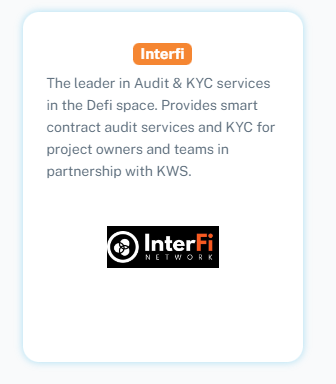 Interfi
The leader in Audit & KYC services
in the Defi space. Provides smart
contract audit services and KYC for
project owners and teams in
partnership with KWS.
InterFi
NETWORK